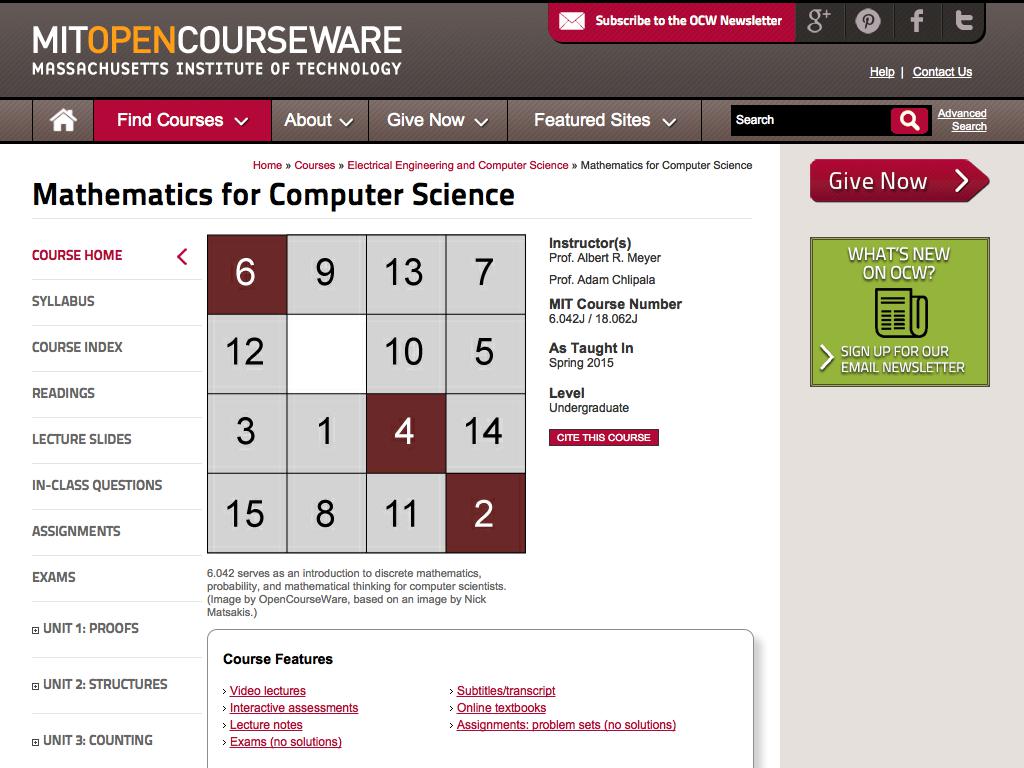 Subscribe to the OCW Newsletter
MITOPENCOURSEWARE
MASSACHUSETTS INSTITUTE OF TECHNOLOGY
Help | Contact Us
Find Courses
About
Give Now
Featured Sites
Search
Advanced
Search
Home » Courses » Electrical Engineering and Computer Science » Mathematics for Computer Science
Mathematics for Computer Science
COURSE HOME
SYLLABUS
COURSE INDEX
READINGS
LECTURE SLIDES
IN-CLASS QUESTIONS
ASSIGNMENTS
EXAMS
UNIT 1: PROOFS
UNIT 2: STRUCTURES
UNIT 3: COUNTING
6 9 13 7
12 10 5
3 1 4 14
15 8 11 2
6.042 serves as an introduction to discrete mathematics,
probability, and mathematical thinking for computer scientists.
(Image by OpenCourseWare, based on an image by Nick
Matsakis.)
Instructor(s)
Prof. Albert R. Meyer
Prof. Adam Chlipala
MIT Course Number
6.042J / 18.062J
As Taught In
Spring 2015
Level
Undergraduate
CITE THIS COURSE
Course Features
Video lectures
Interactive assessments
Lecture notes
Exams (no solutions)
Subtitles/transcript
Online textbooks
Assignments: problem sets (no solutions)
Give Now
WHAT'S NEW
ON OCW?
SIGN UP FOR OUR
EMAIL NEWSLETTER